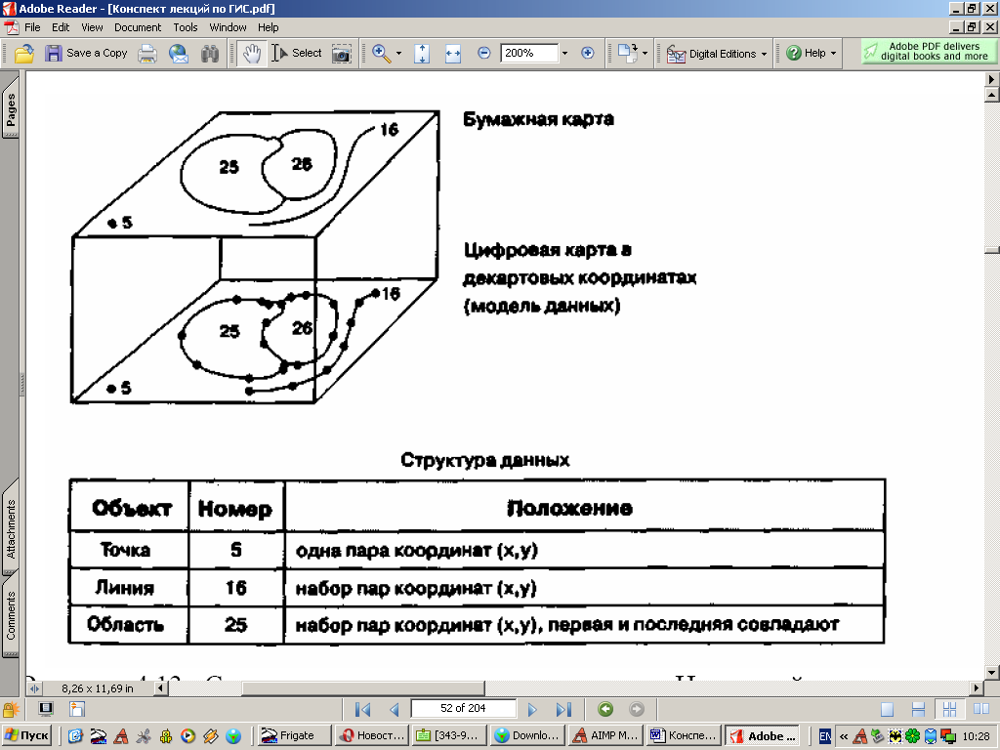 Adobe Reader - [Конспект лекций по ГИС.pdf]
File Edit View Document Tools Window Help
Save a Copy Select 200% Digital Editions Help Adobe PDF delivers
digital books and more
Pages
Бумажная карта
16
25 26
5
Цифровая карта в
декартовых координатах
(модель данных)
16
25 26
5
Структура данных
Объект Номер Положение
Точка 5 одна пара координат (x,y)
Линия 16 набор пар координат (x,y)
Область 25 набор пар координат (x,y), первая и последняя совпадают
Attachments
Comments
8,26 x 11,69 in
52 of 204
Пуск Frigate Новост... [343-9... Downlo... AIMP M... Конспе... Adobe ... EN « 10:28